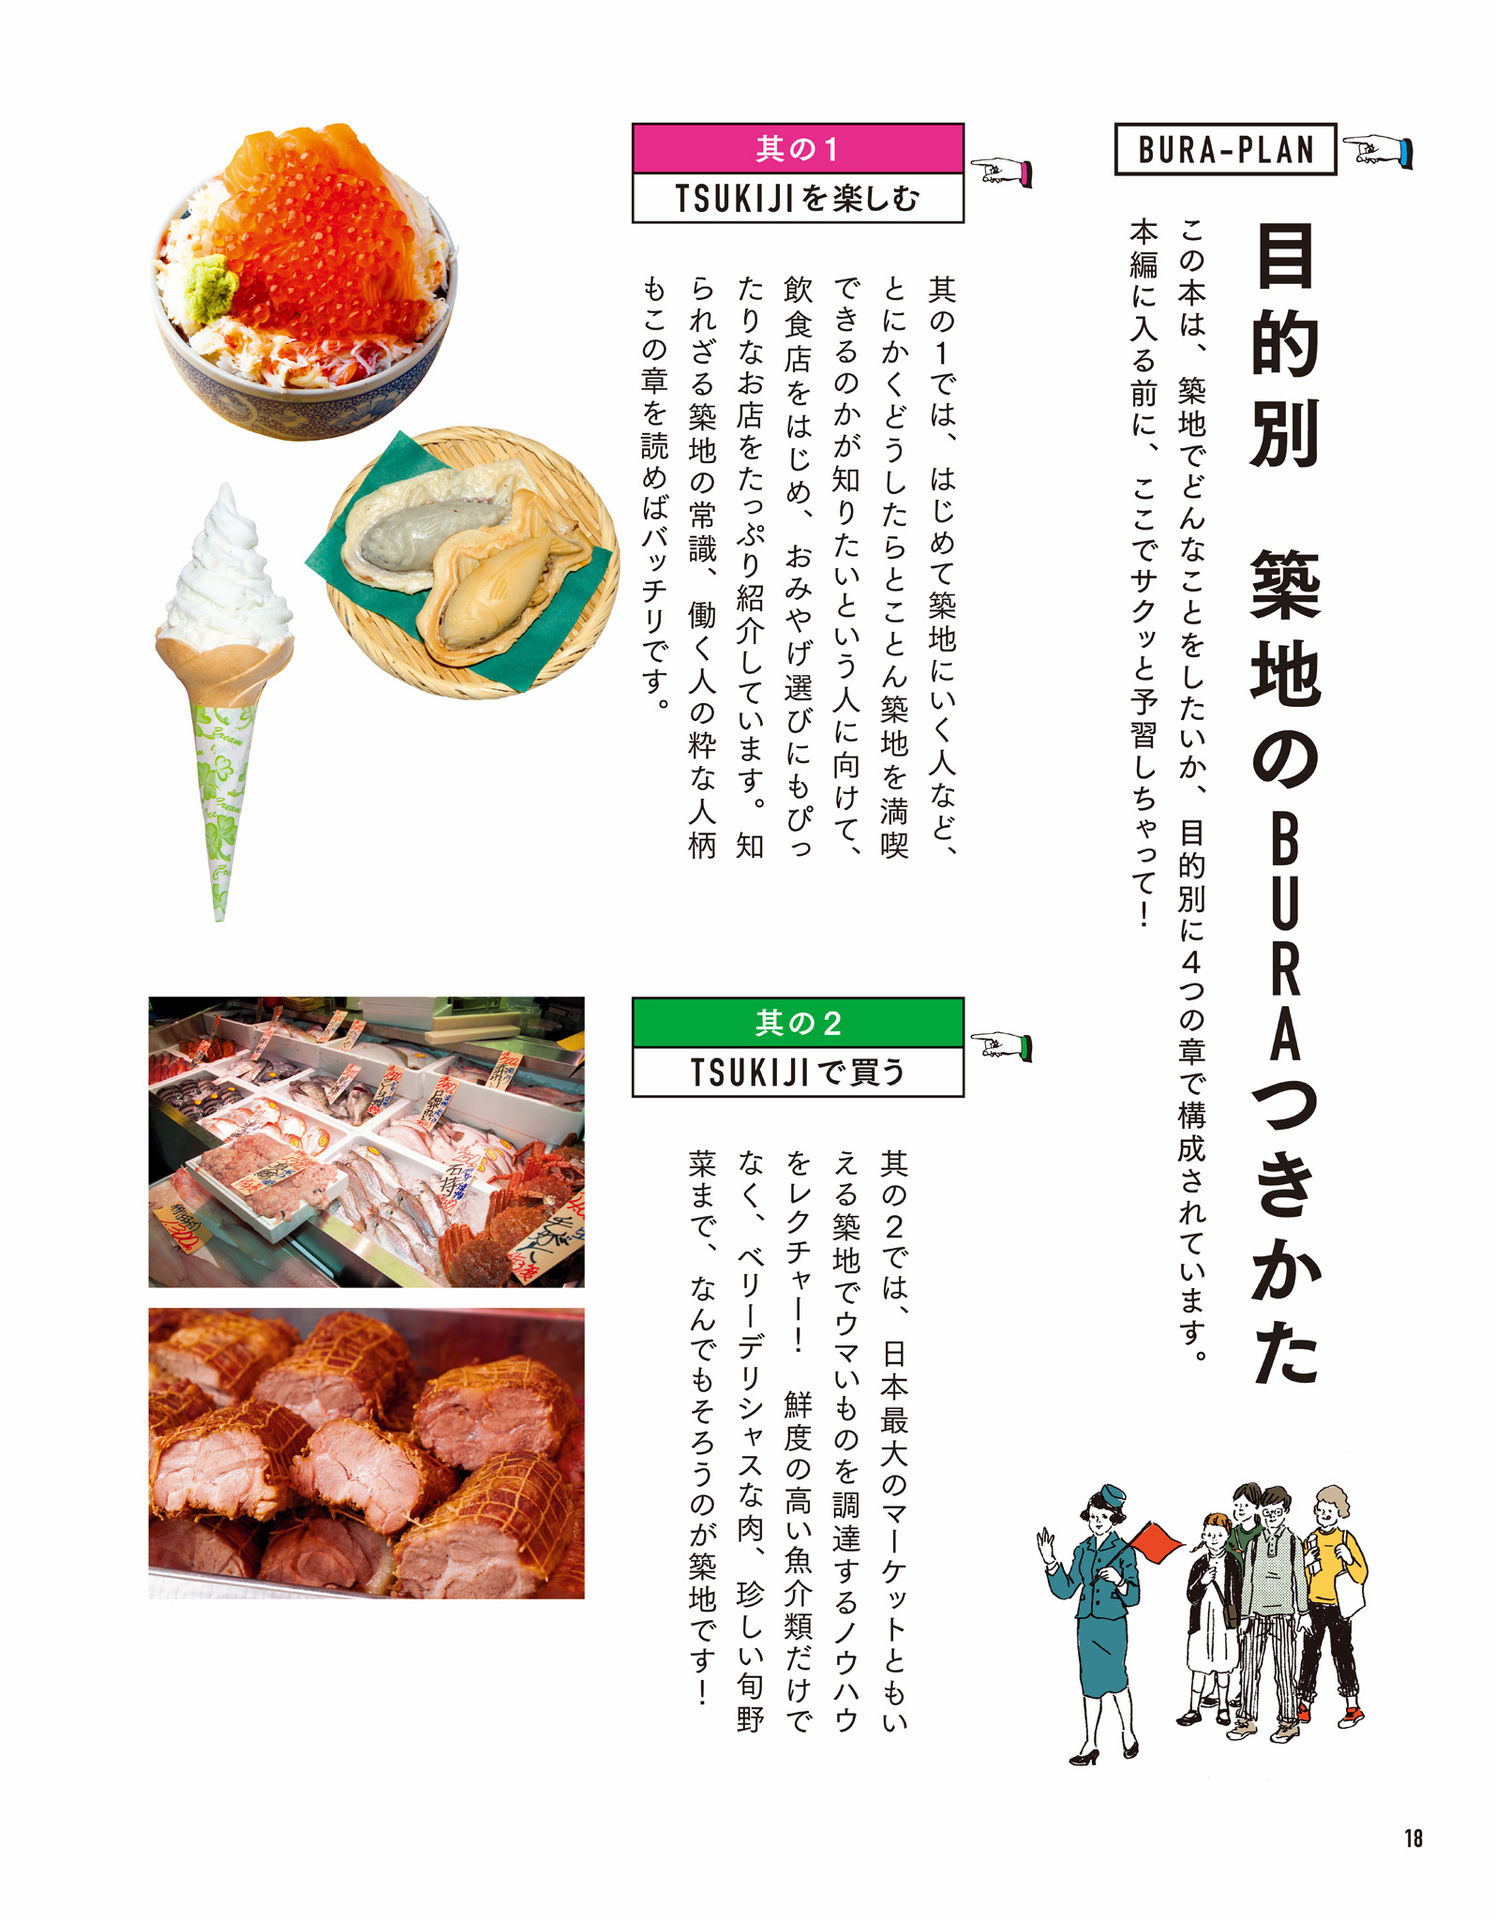 BURA-PLAN
目的別　築地のBURAつきかた
この本は、築地でどんなことをしたいか、目的別に4つの章で構成されています。
本編に入る前に、ここでサクッと予習しちゃって！
其の1
TSUKIJIを楽しむ
其の1では、はじめて築地にいく人など、
とにかくどうしたらとことん築地を満喫
できるのかが知りたいという人に向けて、
飲食店をはじめ、おみやげ選びにもぴっ
たりなお店をたっぷり紹介しています。知
られざる築地の常識、働く人の粋な人柄
もこの章を読めばバッチリです。
其の2
TSUKIJIで買う
其の2では、日本最大のマーケットともい
える築地でウマいものを調達するノウハウ
をレクチャー！　鮮度の高い魚介類だけで
なく、ベリーデリシャスな肉、珍しい旬野
菜まで、なんでもそろうのが築地です！
石持
18